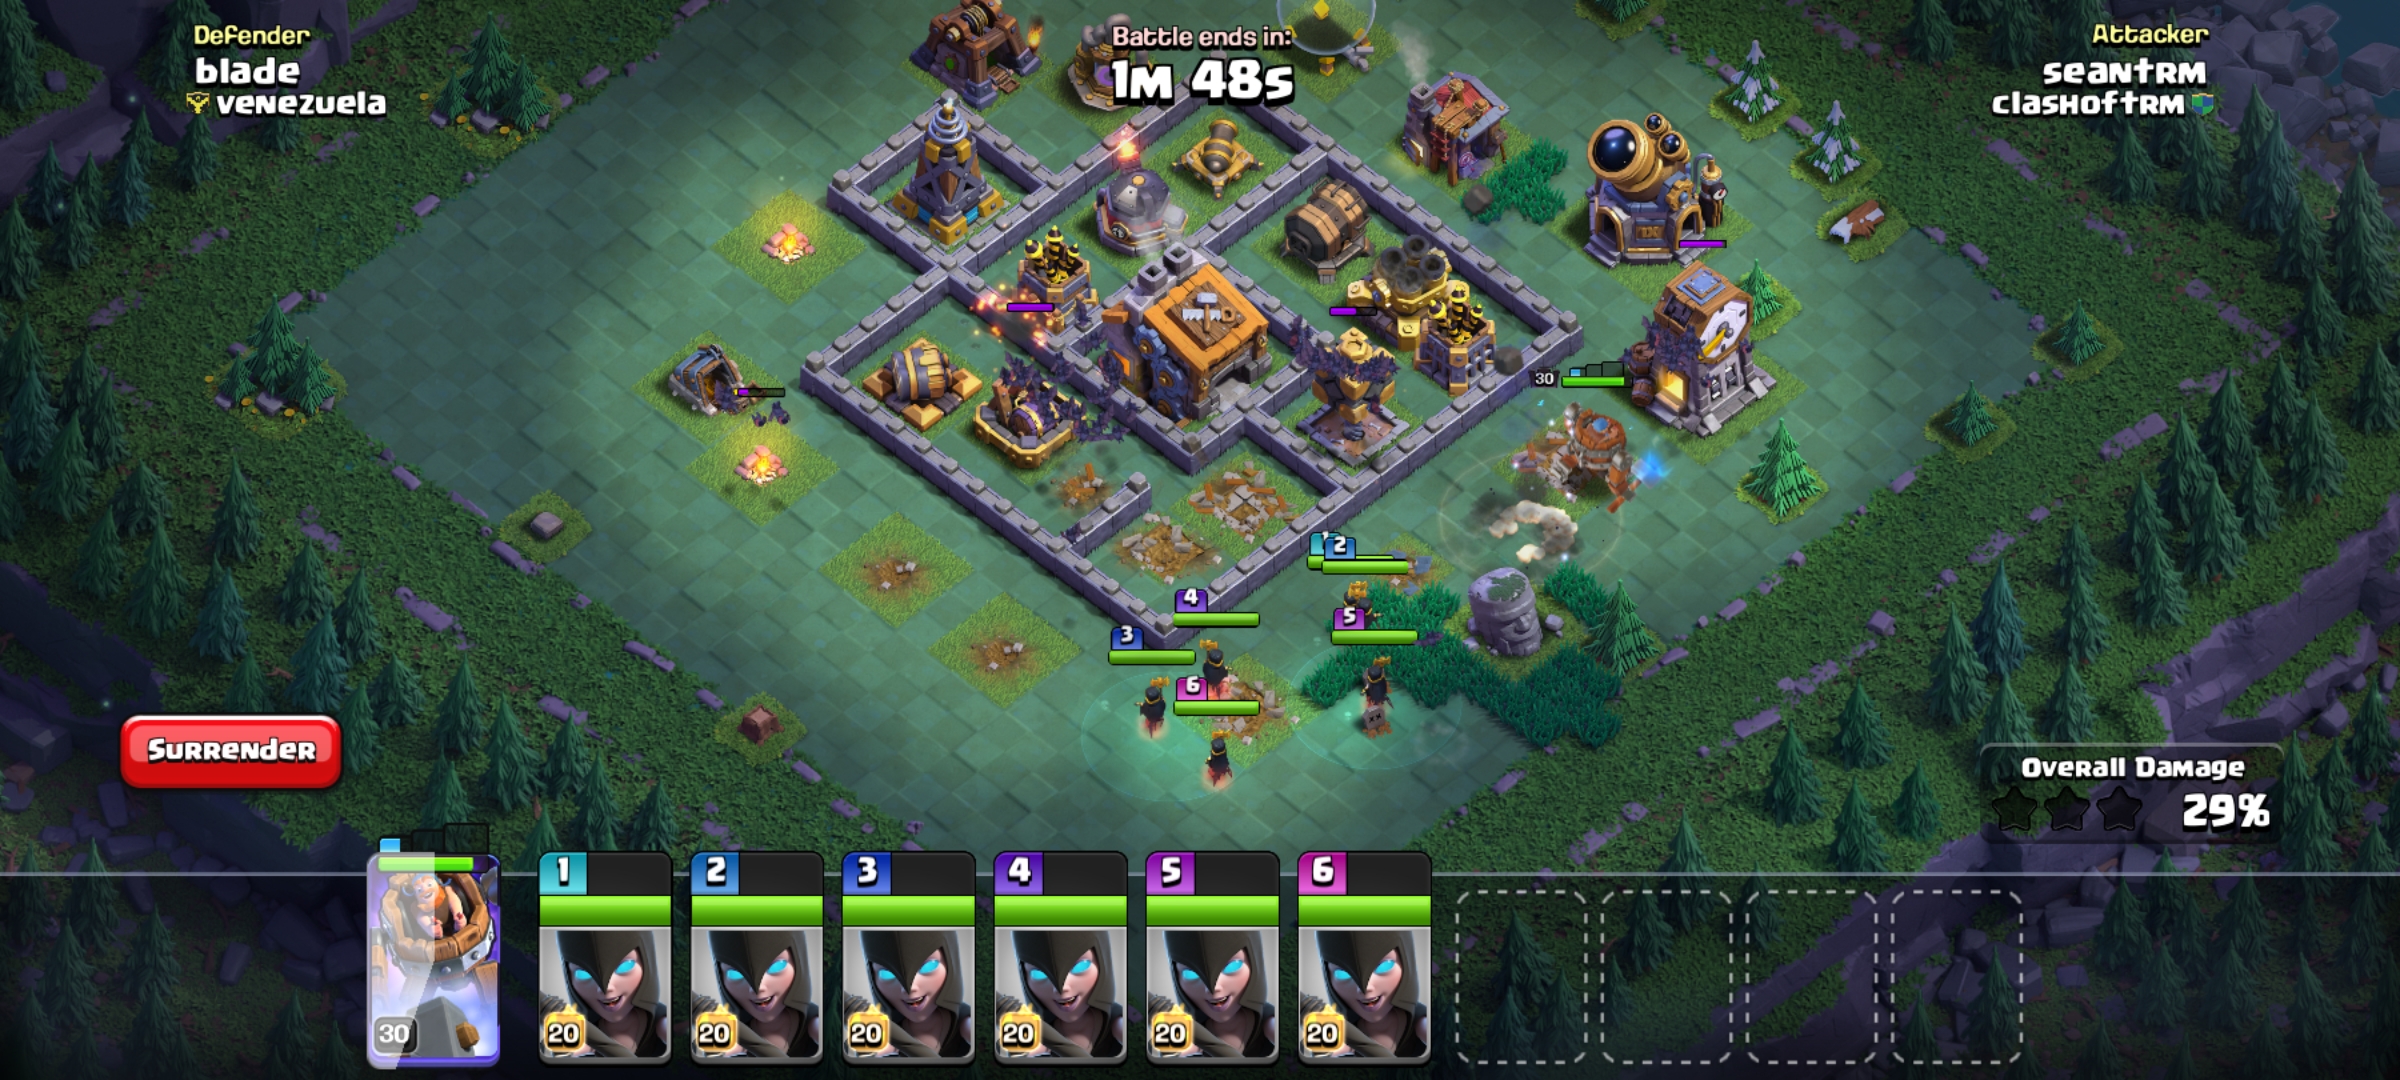 Defender
blade
venezuela
Battle ends in:
1M 48s
Attacker
seantRM
clashoftRM
30
2
4
5
3
6
Surrender
Overall Damage
29%
1
2
3
4
5
6
30
20
20
20
20
20
20